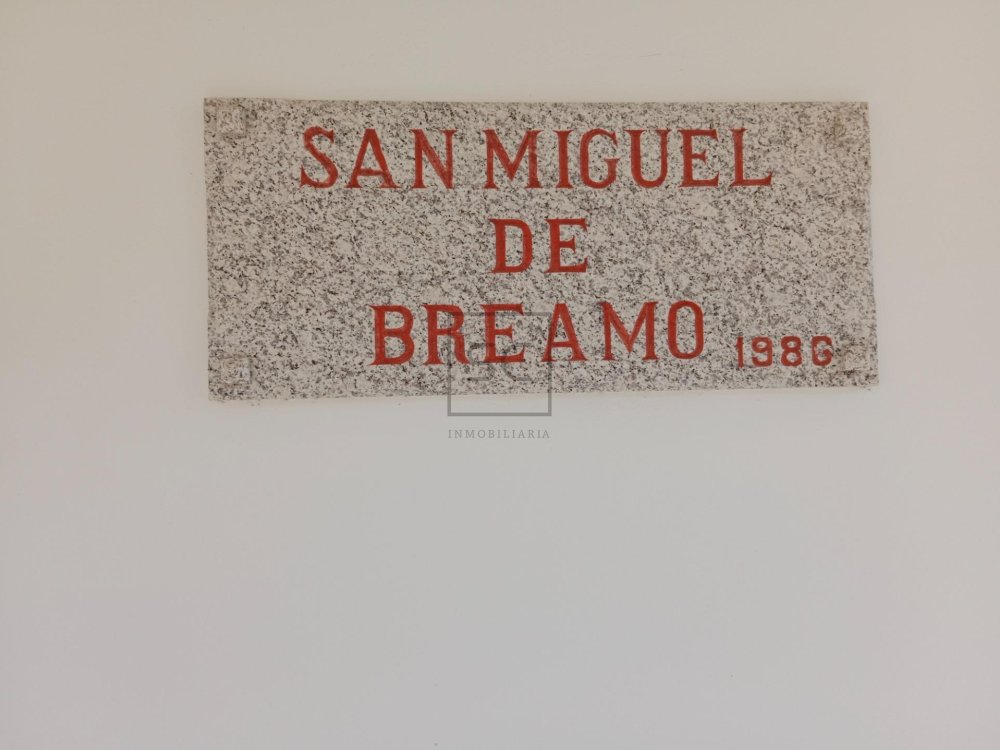 SAN MIGUEL
DE
BREAMO 1986
INMOBILIARIA